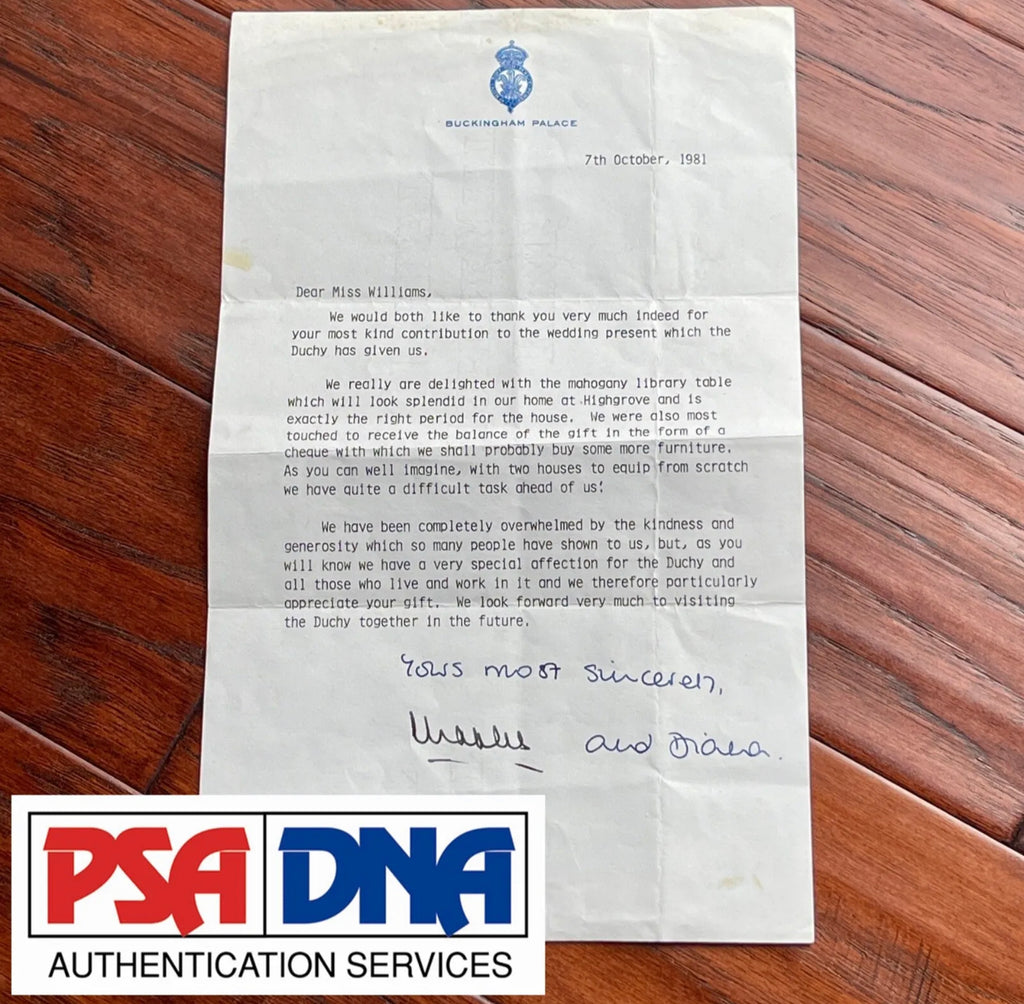 BUCKINGHAM PALACE
7th October, 1981
Dear Miss Williams,
We would both like to thank you very much indeed for
your most kind contribution to the wedding present which the
Duchy has given us.
We really are delighted with the mahogany library table
which will look splendid in our home at Highgrove and is
exactly the right period for the house. We were also most
touched to receive the balance of the gift in the form of a
cheque with which we shall probably buy some more furniture.
As you can well imagine, with two houses to equip from scratch
we have quite a difficult task ahead of us!
We have been completely overwhelmed by the kindness and
generosity which so many people have shown to us, but, as you
will know we have a very special affection for the Duchy and
all those who live and work in it and we therefore particularly
appreciate your gift. We look forward very much to visiting
the Duchy together in the future.
Yours most sincerely,
Charles and Diana.
PSA DNA
AUTHENTICATION SERVICES